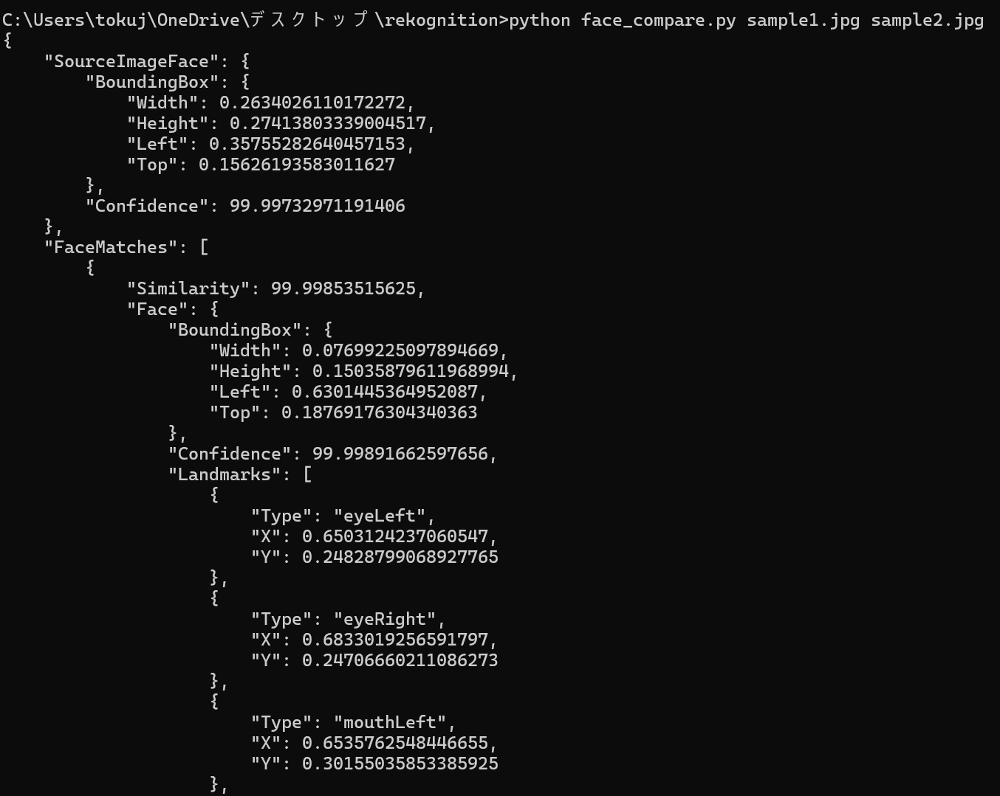 C:\Users\tokuj\OneDrive\デスクトップ\rekognition>python face_compare.py sample1.jpg sample2.jpg
{
    "SourceImageFace": {
        "BoundingBox": {
            "Width": 0.2634026110172272,
            "Height": 0.27413803339004517,
            "Left": 0.35755282640457153,
            "Top": 0.15626193583011627
        },
        "Confidence": 99.99732971191406
    },
    "FaceMatches": [
        {
            "Similarity": 99.99853515625,
            "Face": {
                "BoundingBox": {
                    "Width": 0.07699225097894669,
                    "Height": 0.15035879611968994,
                    "Left": 0.6301445364952087,
                    "Top": 0.18769176304340363
                },
                "Confidence": 99.99891662597656,
                "Landmarks": [
                    {
                        "Type": "eyeLeft",
                        "X": 0.6503124237060547,
                        "Y": 0.248287990689277​65
                    },
                    {
                        "Type": "eyeRight",
                        "X": 0.6833019256591797,
                        "Y": 0.24706660211086273
                    },
                    {
                        "Type": "mouthLeft",
                        "X": 0.6535762548446655,
                        "Y": 0.30155035853385925
                    },